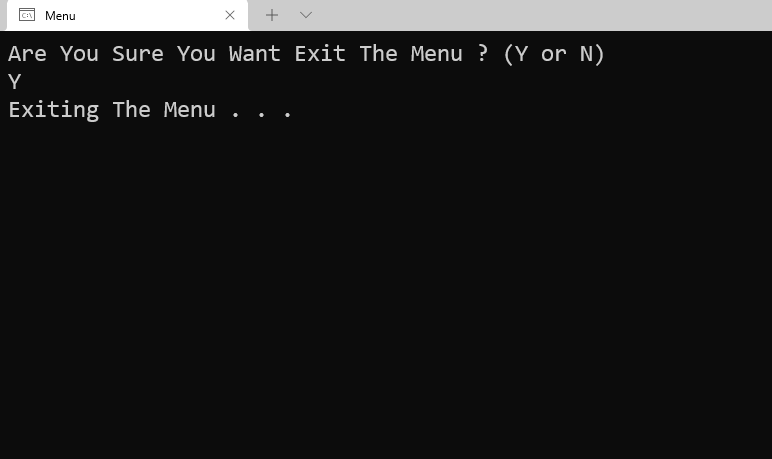 Menu
Are You Sure You Want Exit The Menu ? (Y or N)
Y
Exiting The Menu . . .